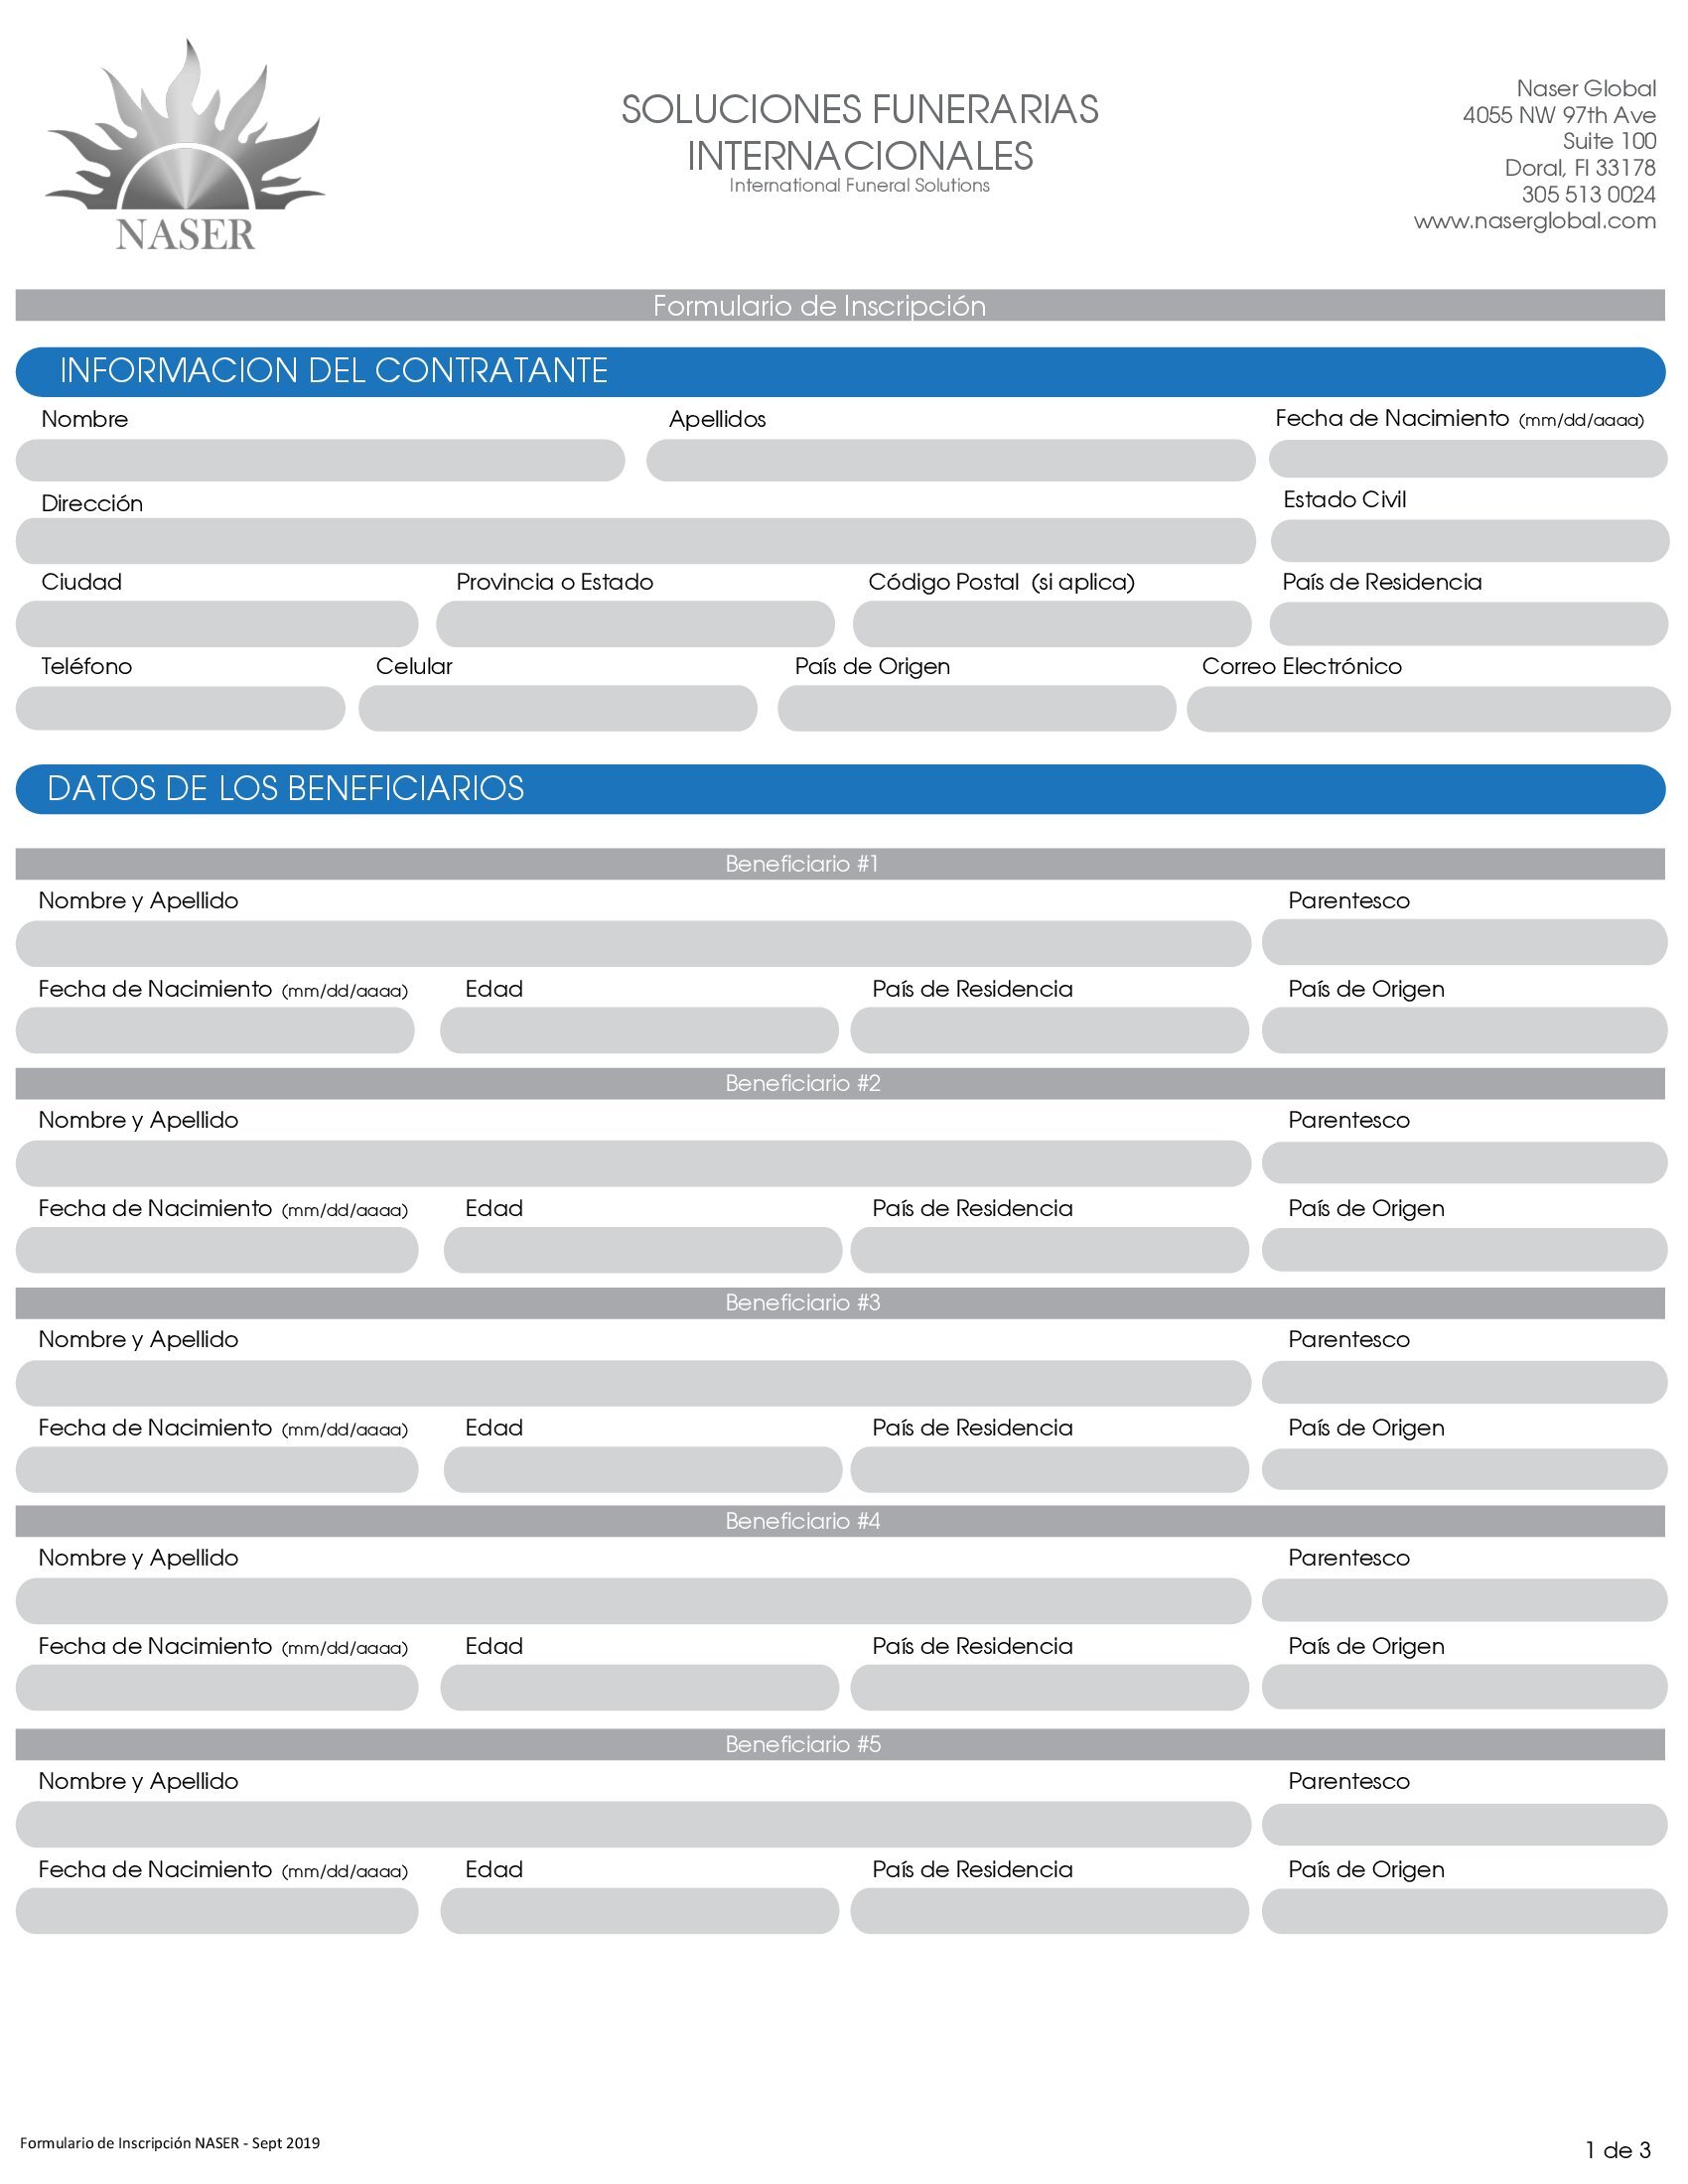 NASER
SOLUCIONES FUNERARIAS
INTERNACIONALES
International Funeral Solutions
Naser Global
4055 NW 97th Ave
Suite 100
Doral, Fl 33178
305 513 0024
www.naserglobal.com
Formulario de Inscripción
INFORMACION DEL CONTRATANTE
Nombre Apellidos Fecha de Nacimiento (mm/dd/aaaa)
Dirección Estado Civil
Ciudad Provincia o Estado Código Postal (si aplica) País de Residencia
Teléfono Celular País de Origen Correo Electrónico
DATOS DE LOS BENEFICIARIOS
Beneficiario #1
Nombre y Apellido Parentesco
Fecha de Nacimiento (mm/dd/aaaa) Edad País de Residencia País de Origen
Beneficiario #2
Nombre y Apellido Parentesco
Fecha de Nacimiento (mm/dd/aaaa) Edad País de Residencia País de Origen
Beneficiario #3
Nombre y Apellido Parentesco
Fecha de Nacimiento (mm/dd/aaaa) Edad País de Residencia País de Origen
Beneficiario #4
Nombre y Apellido Parentesco
Fecha de Nacimiento (mm/dd/aaaa) Edad País de Residencia País de Origen
Beneficiario #5
Nombre y Apellido Parentesco
Fecha de Nacimiento (mm/dd/aaaa) Edad País de Residencia País de Origen
Formulario de Inscripción NASER - Sept 2019
1 de 3